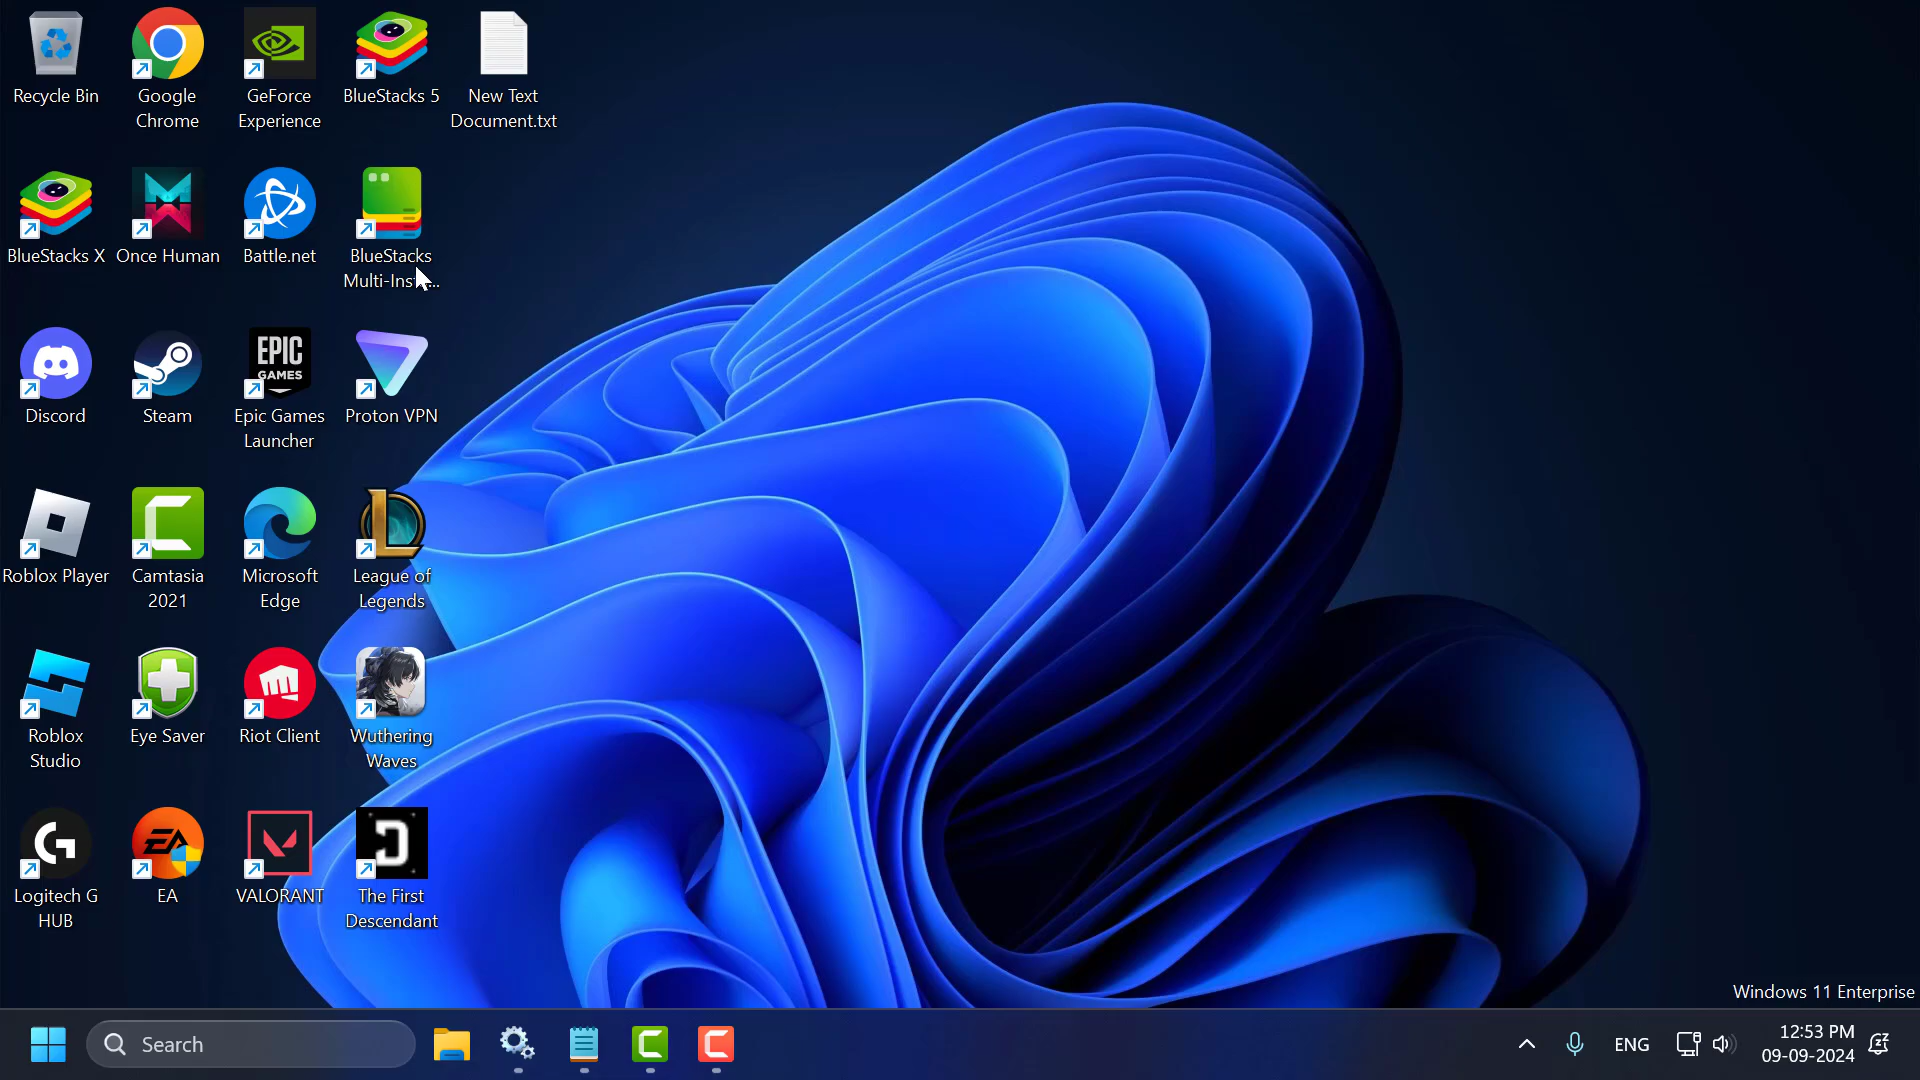 Recycle Bin
Google
Chrome
GeForce
Experience
BlueStacks 5
New Text
Document.txt
BlueStacks X
Once Human
Battle.net
BlueStacks
Multi-Inst...
Discord
Steam
EPIC
GAMES
Epic Games
Launcher
Proton VPN
Roblox Player
Camtasia
2021
Microsoft
Edge
League of
Legends
Roblox
Studio
Eye Saver
Riot Client
Wuthering
Waves
Logitech G
HUB
EA
EA
VALORANT
The First
Descendant
Windows 11 Enterprise
Search
ENG
12:53 PM
09-09-2024